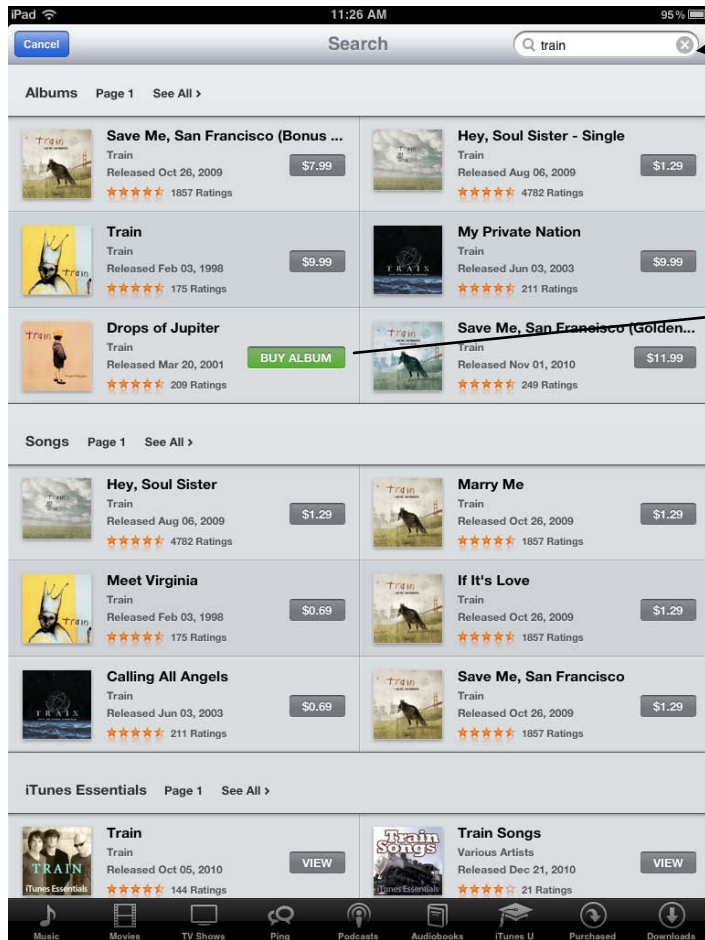 iPad 11:26 AM 95%
Cancel Search train
Albums Page 1 See All >
Save Me, San Francisco (Bonus ...
Train
Released Oct 26, 2009
1857 Ratings
$7.99
Hey, Soul Sister - Single
Train
Released Aug 06, 2009
4782 Ratings
$1.29
Train
Train
Released Feb 03, 1998
175 Ratings
$9.99
My Private Nation
Train
Released Jun 03, 2003
211 Ratings
$9.99
Drops of Jupiter
Train
Released Mar 20, 2001
209 Ratings
BUY ALBUM
Save Me, San Francisco (Golden...
Train
Released Nov 01, 2010
249 Ratings
$11.99
Songs Page 1 See All >
Hey, Soul Sister
Train
Released Aug 06, 2009
4782 Ratings
$1.29
Marry Me
Train
Released Oct 26, 2009
1857 Ratings
$1.29
Meet Virginia
Train
Released Feb 03, 1998
175 Ratings
$0.69
If It's Love
Train
Released Oct 26, 2009
1857 Ratings
$1.29
Calling All Angels
Train
Released Jun 03, 2003
211 Ratings
$0.69
Save Me, San Francisco
Train
Released Oct 26, 2009
1857 Ratings
$1.29
iTunes Essentials Page 1 See All >
TRAIN
iTunes Essentials
Train
Train
Released Oct 05, 2010
144 Ratings
VIEW
Train
Songs
iTunes Essentials
Train Songs
Various Artists
Released Dec 21, 2010
21 Ratings
VIEW
Music Movies TV Shows Ping Podcasts Audiobooks iTunes U Purchased Downloads